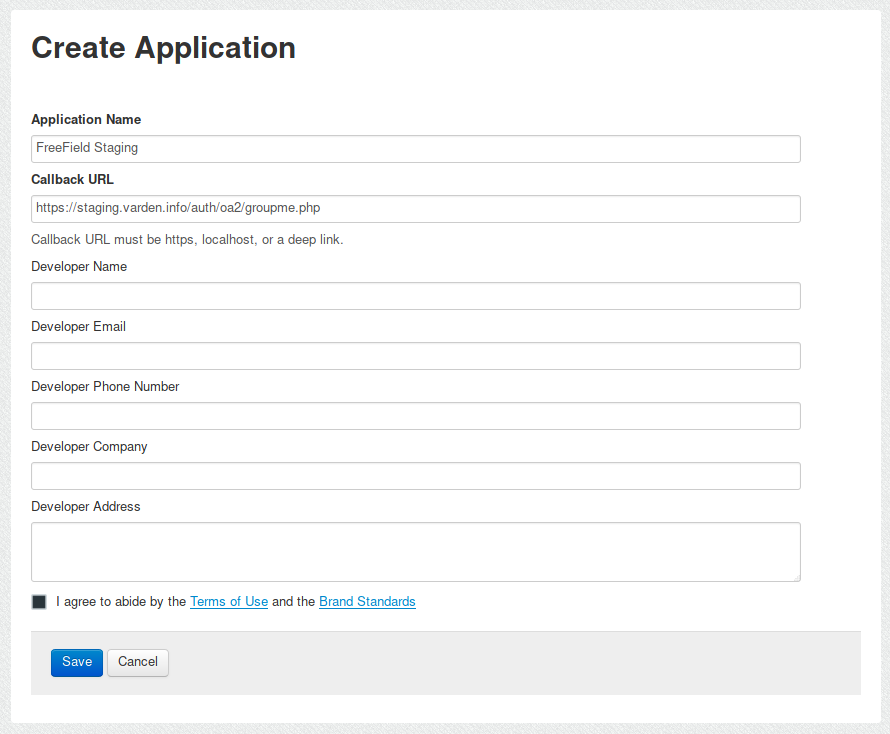 Create Application
Application Name
FreeField Staging
Callback URL
https://staging.varden.info/auth/oa2/groupme.php
Callback URL must be https, localhost, or a deep link.
Developer Name
Developer Email
Developer Phone Number
Developer Company
Developer Address
I agree to abide by the Terms of Use and the Brand Standards
Save Cancel